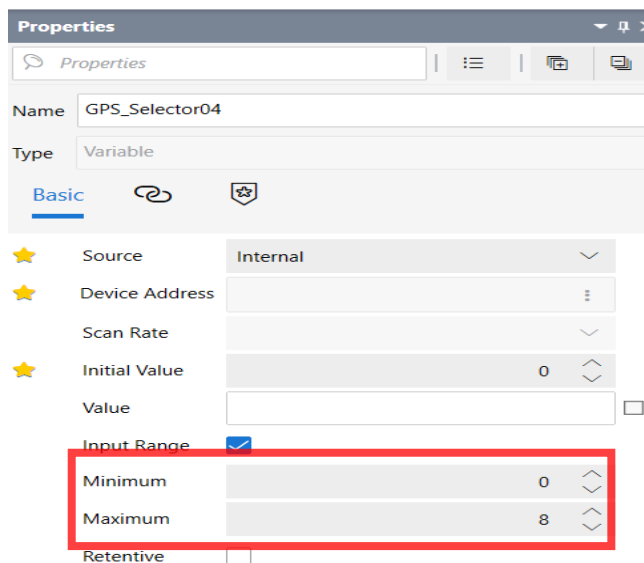 Properties
Properties
Name GPS_Selector04
Type Variable
Basic
Source Internal
Device Address
Scan Rate
Initial Value 0
Value
Input Range
Minimum 0
Maximum 8
Retentive